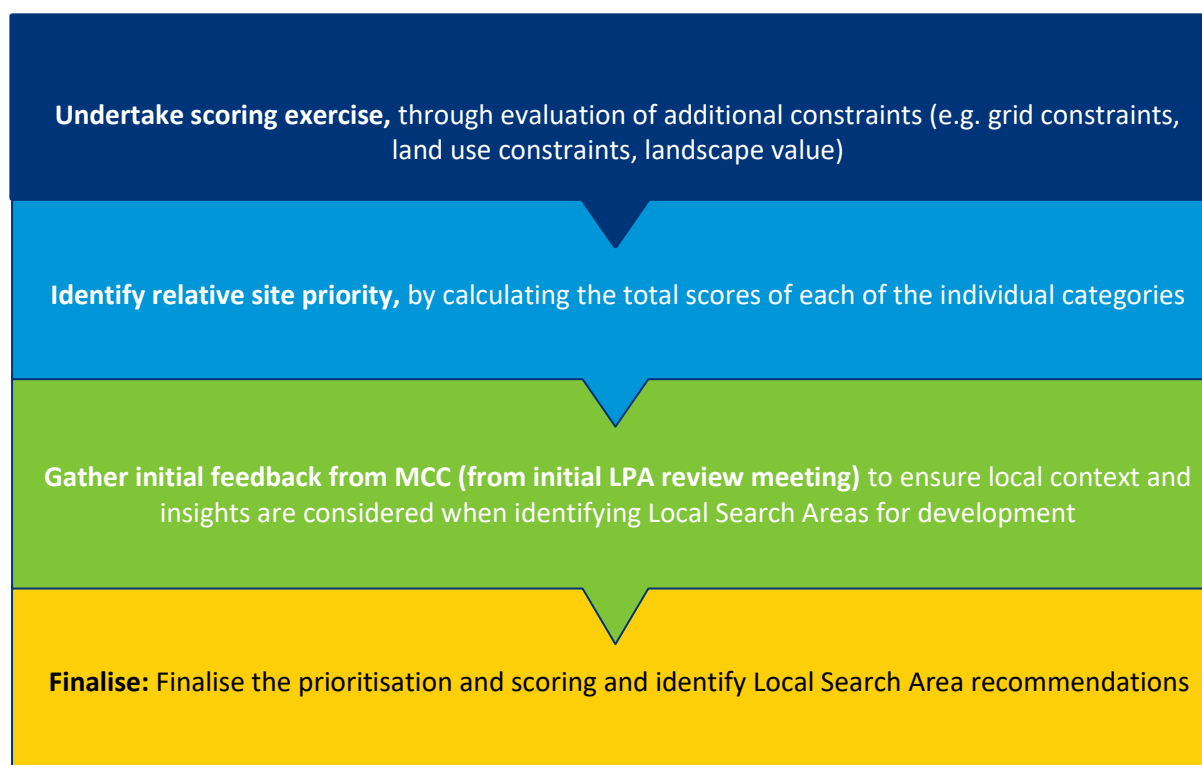 Undertake scoring exercise, through evaluation of additional constraints (e.g. grid constraints,
land use constraints, landscape value)
Identify relative site priority, by calculating the total scores of each of the individual categories
Gather initial feedback from MCC (from initial LPA review meeting) to ensure local context and
insights are considered when identifying Local Search Areas for development
Finalise: Finalise the prioritisation and scoring and identify Local Search Area recommendations